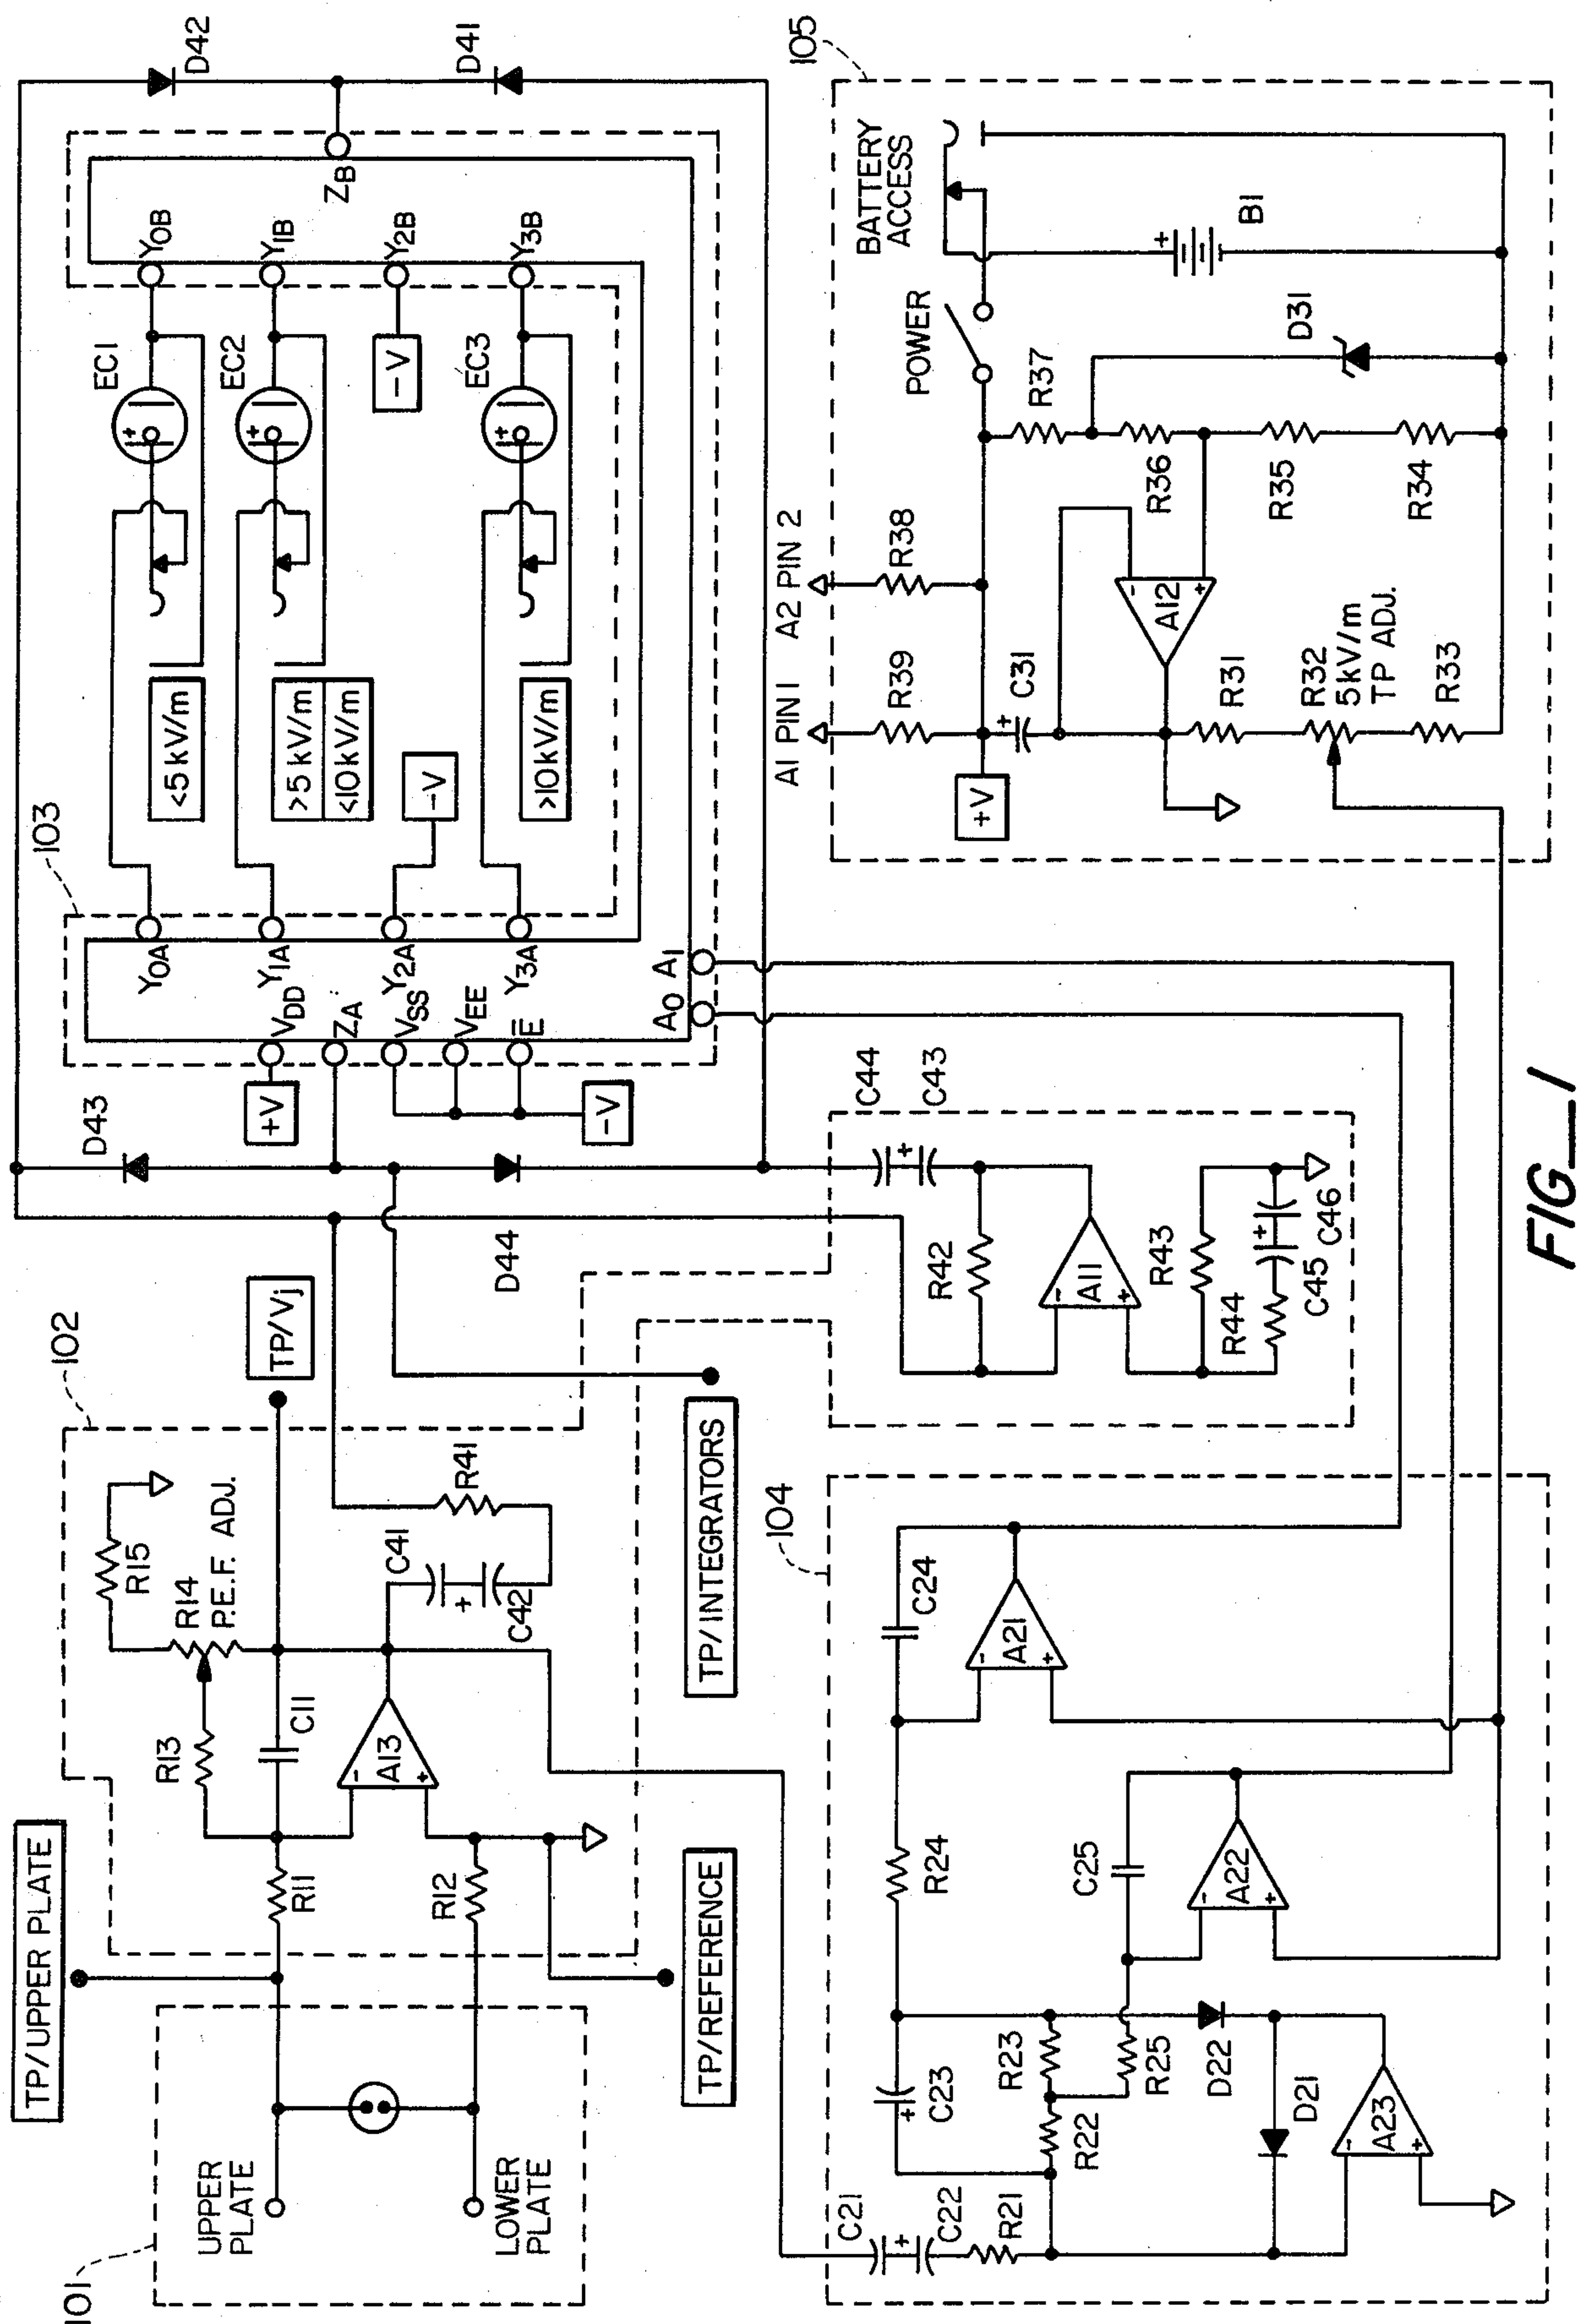 101
UPPER
PLATE
LOWER
PLATE
TP/UPPER PLATE
TP/REFERENCE
102
R11
R12
R13
C11
A13
-
+
R14
P.E.F. ADJ.
R15
C41
+
C42
R41
TP/Vj
TP/INTEGRATORS
D43
D44
R42
A11
-
+
R43
R44
C45
+
C46
C44
+
C43
103
+V
-V
VDD
ZA
VSS
VEE
E
Y0A
Y1A
Y2A
Y3A
A0
A1
<5kV/m
>5kV/m
<10kV/m
-V
>10kV/m
EC1
+
EC2
+
-V
EC3
+
Y0B
Y1B
Y2B
Y3B
ZB
D42
D41
104
C21
+
C22
R21
C23
+
R22
R23
R24
R25
D22
D21
A23
-
+
C25
A22
-
+
C24
A21
-
+
105
A1 PIN 1
A2 PIN 2
R39
R38
+V
+
C31
A12
-
+
R31
R32
5kV/m
TP ADJ.
R33
POWER
R37
R36
R35
R34
D31
BATTERY
ACCESS
+
B1
FIG_1